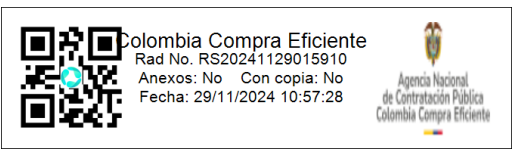 Colombia Compra Eficiente
Rad No. RS20241129015910
Anexos: No Con copia: No
Fecha: 29/11/2024 10:57:28
Agencia Nacional
de Contratación Pública
Colombia Compra Eficiente